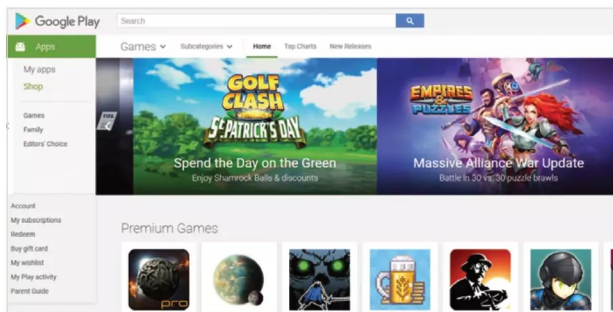 Google Play
Search
Apps
Games
Subcategories
Home
Top Charts
New Releases
My apps
Shop
Games
Family
Editors' Choice
FIFA
GOLF
CLASH
ST. PATRICK'S DAY
Spend the Day on the Green
Enjoy Shamrock Balls & discounts
EMPIRES
&
PUZZLES
Massive Alliance War Update
Battle in 30 vs. 30 puzzle brawls
Account
My subscriptions
Redeem
Buy gift card
My wishlist
My Play activity
Parent Guide
Premium Games
pro